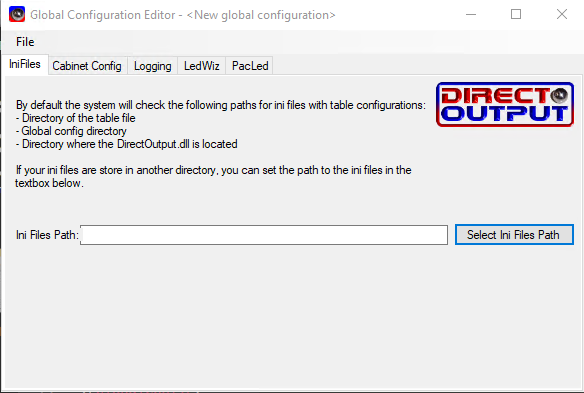 Global Configuration Editor - <New global configuration>
File
IniFiles Cabinet Config Logging LedWiz PacLed
By default the system will check the following paths for ini files with table configurations:
- Directory of the table file
- Global config directory
- Directory where the DirectOutput.dll is located
If your ini files are store in another directory, you can set the path to the ini files in the
textbox below.
DIRECT
OUTPUT
Ini Files Path:
Select Ini Files Path